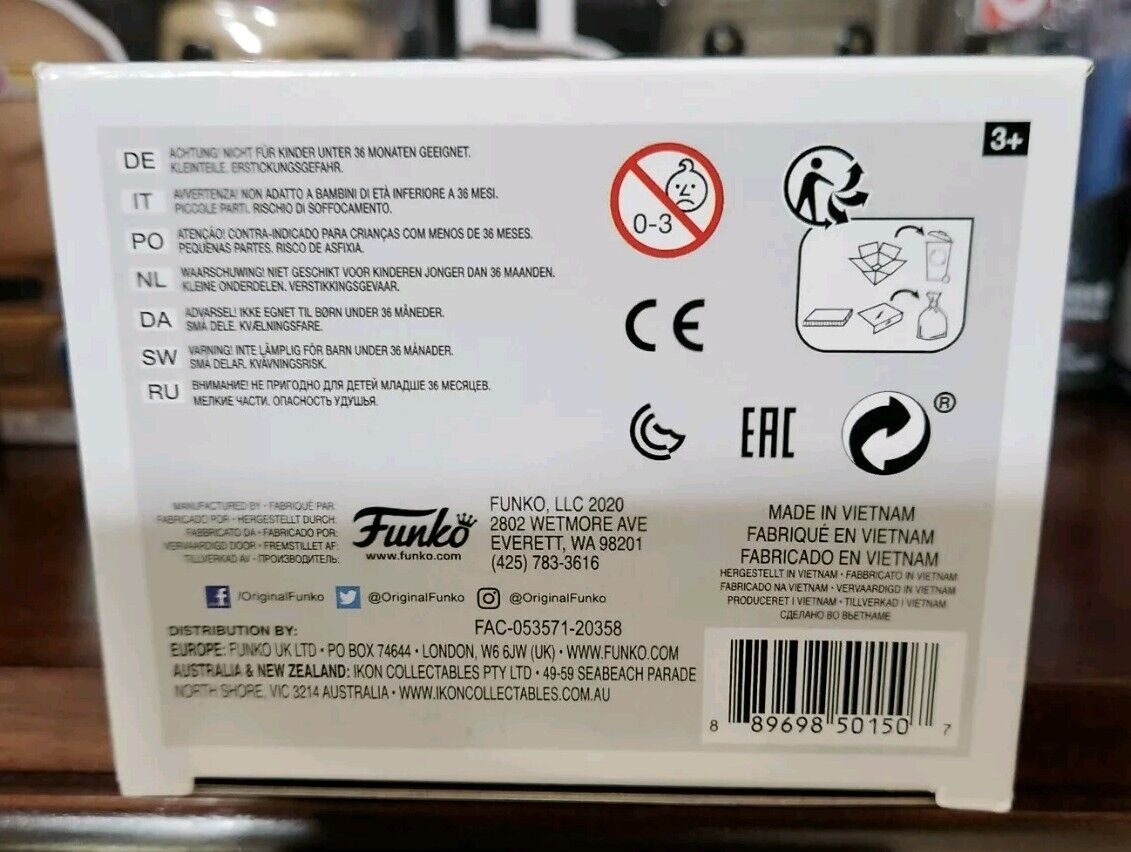 3+
DE ACHTUNG! NICHT FÜR KINDER UNTER 36 MONATEN GEEIGNET.
KLEINTEILE. ERSTICKUNGSGEFAHR.
IT AVVERTENZA! NON ADATTO A BAMBINI DI ETÀ INFERIORE A 36 MESI.
PICCOLE PARTI. RISCHIO DI SOFFOCAMENTO.
PO ATENÇÃO! CONTRA-INDICADO PARA CRIANÇAS COM MENOS DE 36 MESES.
PEQUENAS PARTES. RISCO DE ASFIXIA.
NL WAARSCHUWING! NIET GESCHIKT VOOR KINDEREN JONGER DAN 36 MAANDEN.
KLEINE ONDERDELEN. VERSTIKKINGSGEVAAR.
DA ADVARSEL! IKKE EGNET TIL BØRN UNDER 36 MÅNEDER.
SMÅ DELE. KVÆLNINGSFARE.
SW VARNING! INTE LÄMPLIG FÖR BARN UNDER 36 MÅNADER.
SMÅ DELAR. KVÄVNINGSRISK.
RU ВНИМАНИЕ! НЕ ПРИГОДНО ДЛЯ ДЕТЕЙ МЛАДШЕ 36 МЕСЯЦЕВ.
МЕЛКИЕ ЧАСТИ. ОПАСНОСТЬ УДУШЬЯ.
0-3
CE
EAC
®
MANUFACTURED BY • FABRIQUÉ PAR:
FABRICADO POR • HERGESTELLT DURCH:
FABBRICATO DA • FABRICADO POR:
VERVAARDIGD DOOR • FREMSTILLET AF:
TILLVERKAD AV • ПРОИЗВОДИТЕЛЬ:
Funko
www.funko.com
FUNKO, LLC 2020
2802 WETMORE AVE
EVERETT, WA 98201
(425) 783-3616
/OriginalFunko @OriginalFunko @OriginalFunko
MADE IN VIETNAM
FABRIQUÉ EN VIETNAM
FABRICADO EN VIETNAM
HERGESTELLT IN VIETNAM • FABBRICATO IN VIETNAM
FABRICADO NA VIETNAM • VERVAARDIGD IN VIETNAM
PRODUCERET I VIETNAM • TILLVERKAD I VIETNAM
СДЕЛАНО ВО ВЬЕТНАМЕ
FAC-053571-20358
DISTRIBUTION BY:
EUROPE: FUNKO UK LTD • PO BOX 74644 • LONDON, W6 6JW (UK) • WWW.FUNKO.COM
AUSTRALIA & NEW ZEALAND: IKON COLLECTABLES PTY LTD • 49-59 SEABEACH PARADE
NORTH SHORE, VIC 3214 AUSTRALIA • WWW.IKONCOLLECTABLES.COM.AU
8 89698 50150 7